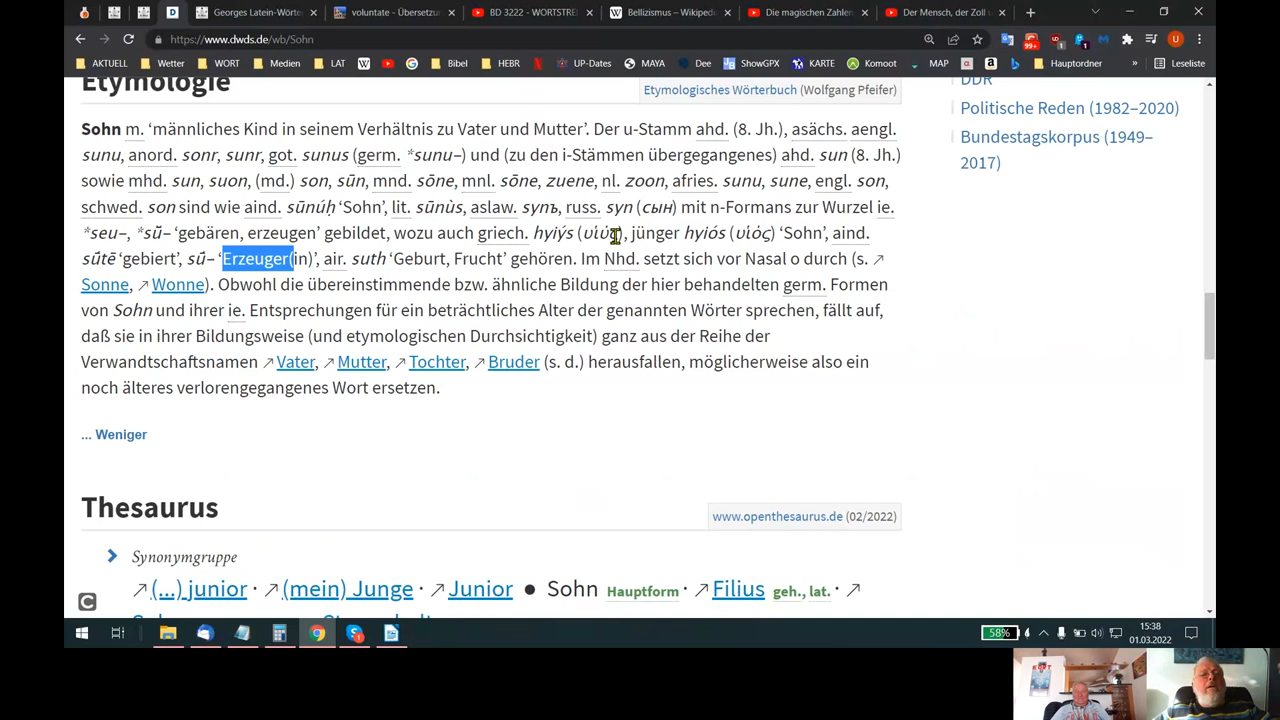 Georges Latein-Wörte
voluntate - Übersetzu
BD 3222 - WORTSTRE
Bellizismus – Wikiped
Die magischen Zahlen
Der Mensch, der Zoll u
https://www.dwds.de/wb/Sohn
AKTUELL Wetter WORT Medien LAT Bibel HEBR UP-Dates MAYA Dee ShowGPX KARTE Komoot MAP Hauptordner » Leseliste
Etymologie
Etymologisches Wörterbuch (Wolfgang Pfeifer)
DDR
Politische Reden (1982–2020)
Bundestagskorpus (1949–
2017)
Sohn m. ‘männliches Kind in seinem Verhältnis zu Vater und Mutter’. Der u-Stamm ahd. (8. Jh.), asächs. aengl.
sunu, anord. sonr, sunr, got. sunus (germ. *sunu–) und (zu den i-Stämmen übergegangenes) ahd. sun (8. Jh.)
sowie mhd. sun, suon, (md.) son, sūn, mnd. sōne, mnl. sōne, zuene, nl. zoon, afries. sunu, sune, engl. son,
schwed. son sind wie aind. sūnúḥ ‘Sohn’, lit. sūnùs, aslaw. synъ, russ. syn (сын) mit n-Formans zur Wurzel ie.
*seu–, *sū̌– ‘gebären, erzeugen’ gebildet, wozu auch griech. hyiýs (υἱύς), jünger hyiós (υἱός) ‘Sohn’, aind.
sū́tē ‘gebiert’, sū́– ‘Erzeuger(in)’, air. suth ‘Geburt, Frucht’ gehören. Im Nhd. setzt sich vor Nasal o durch (s. ↗
Sonne, ↗Wonne). Obwohl die übereinstimmende bzw. ähnliche Bildung der hier behandelten germ. Formen
von Sohn und ihrer ie. Entsprechungen für ein beträchtliches Alter der genannten Wörter sprechen, fällt auf,
daß sie in ihrer Bildungsweise (und etymologischen Durchsichtigkeit) ganz aus der Reihe der
Verwandtschaftsnamen ↗Vater, ↗Mutter, ↗Tochter, ↗Bruder (s. d.) herausfallen, möglicherweise also ein
noch älteres verlorengegangenes Wort ersetzen.
... Weniger
Thesaurus
www.openthesaurus.de (02/2022)
Synonymgruppe
↗(...) junior · ↗(mein) Junge · ↗Junior ● Sohn Hauptform · ↗Filius geh., lat. · ↗
58%
15:38
01.03.2022